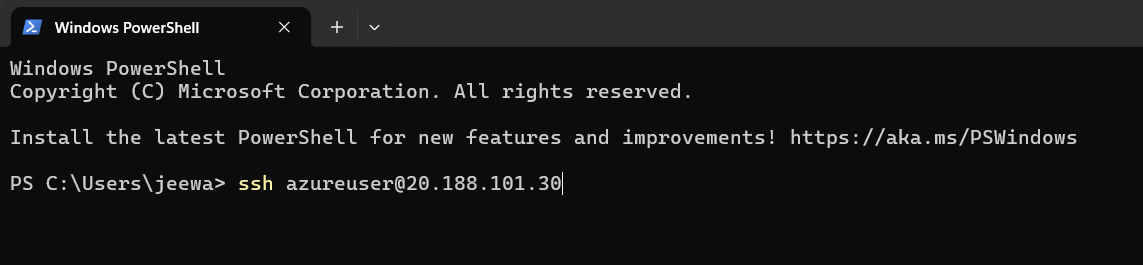 Windows PowerShell
Windows PowerShell
Copyright (C) Microsoft Corporation. All rights reserved.
Install the latest PowerShell for new features and improvements! https://aka.ms/PSWindows
PS C:\Users\jeewa> ssh azureuser@20.188.101.30